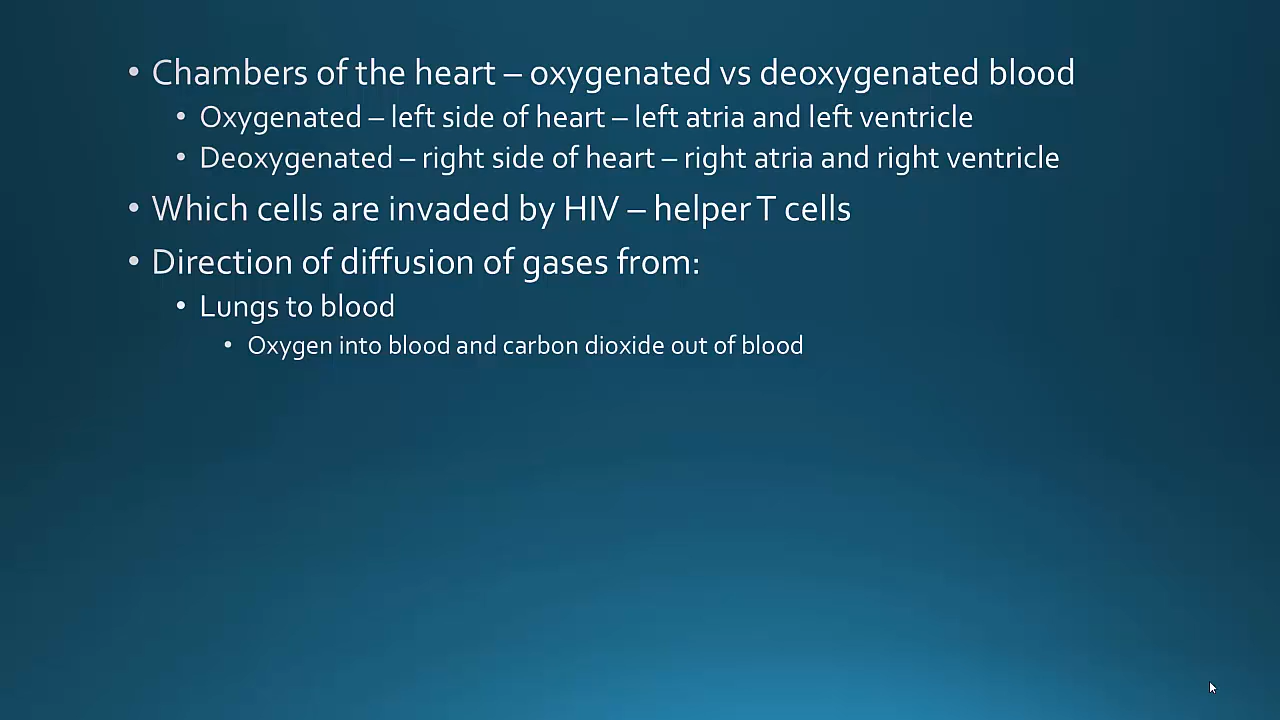 • Chambers of the heart – oxygenated vs deoxygenated blood
• Oxygenated – left side of heart – left atria and left ventricle
• Deoxygenated – right side of heart – right atria and right ventricle
• Which cells are invaded by HIV – helper T cells
• Direction of diffusion of gases from:
• Lungs to blood
• Oxygen into blood and carbon dioxide out of blood